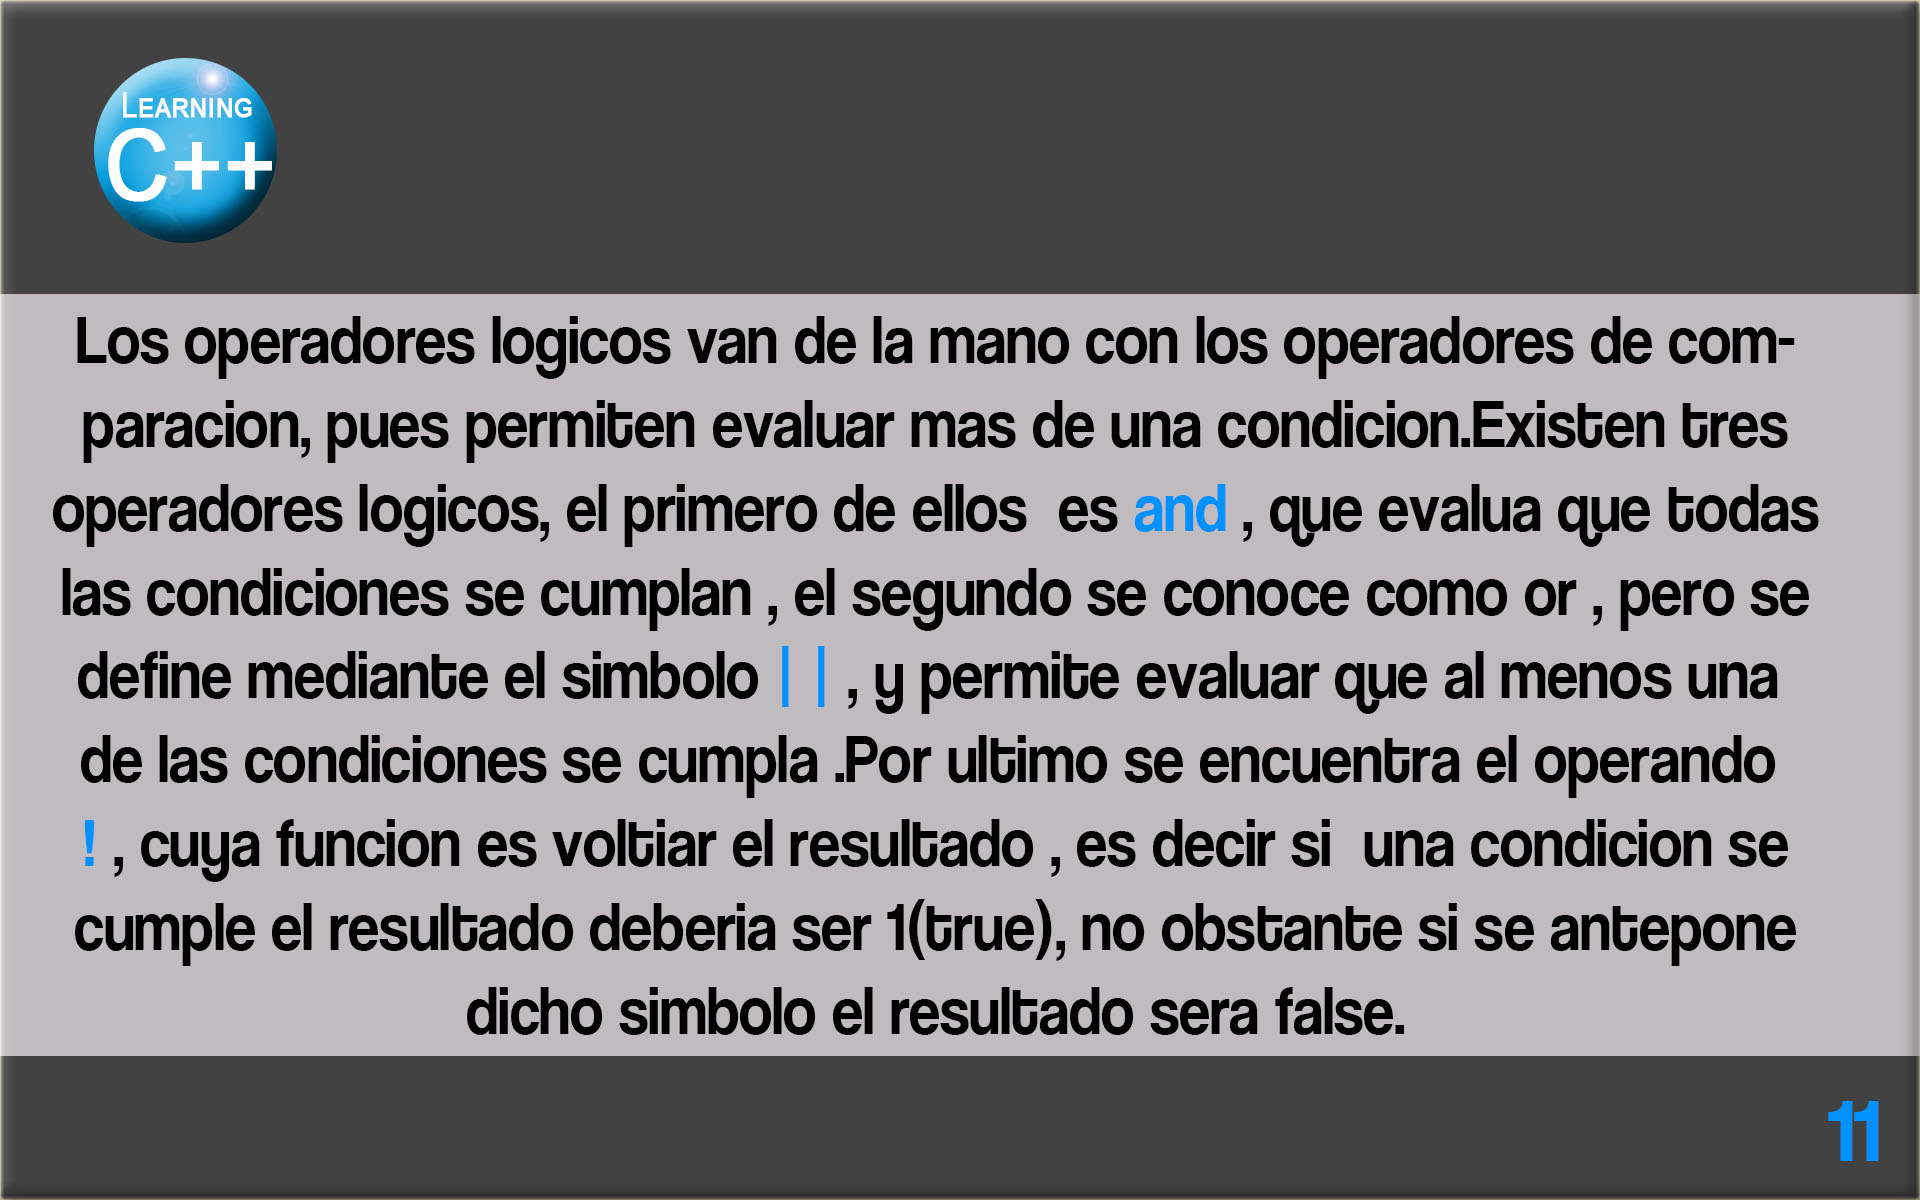 LEARNING
C++
Los operadores logicos van de la mano con los operadores de com-
paracion, pues permiten evaluar mas de una condicion.Existen tres
operadores logicos, el primero de ellos es and , que evalua que todas
las condiciones se cumplan , el segundo se conoce como or , pero se
define mediante el simbolo | | , y permite evaluar que al menos una
de las condiciones se cumpla .Por ultimo se encuentra el operando
! , cuya funcion es voltiar el resultado , es decir si una condicion se
cumple el resultado deberia ser 1(true), no obstante si se antepone
dicho simbolo el resultado sera false.
11